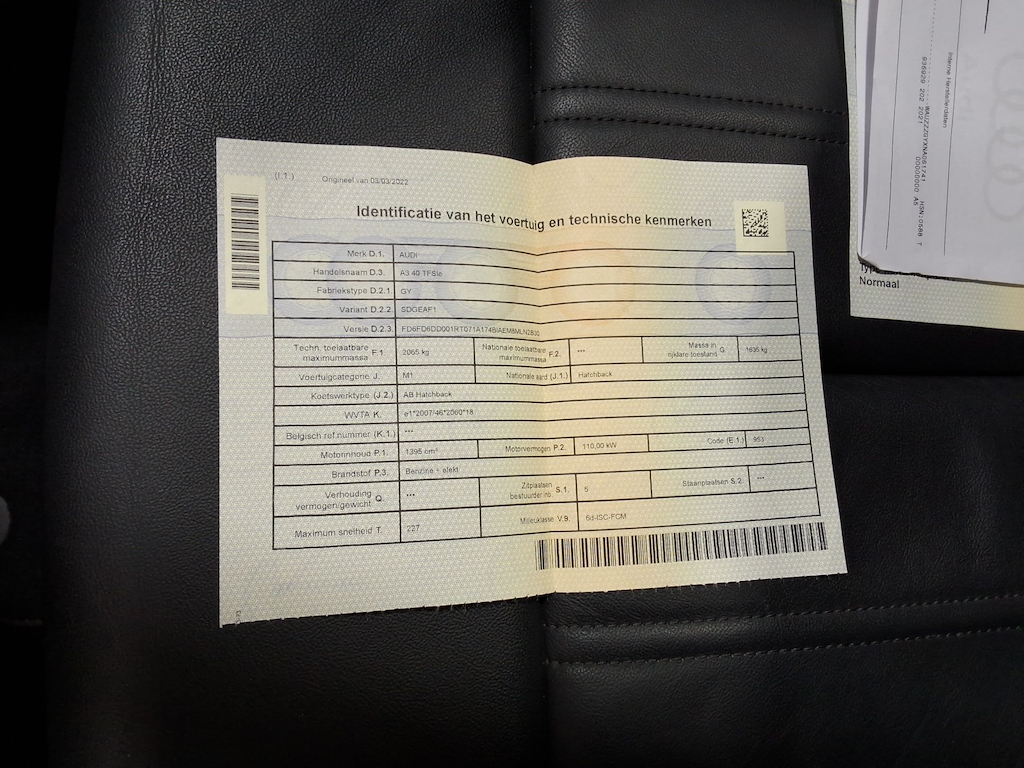 (I.1.) Origineel van 03/03/2022
Identificatie van het voertuig en technische kenmerken
Merk D.1. AUDI
Handelsnaam D.3. A3 40 TFSIe
Fabriekstype D.2.1. GY
Variant D.2.2. SDGEAF1
Versie D.2.3.
Techn. toelaatbare maximummassa F.1. 2065 kg Nationale toelaatbare maximummassa F.2. *** Massa in rijklare toestand G 1635 kg
Voertuigcategorie J. M1 Nationale aard (J.1.) Hatchback
Koetswerktype (J.2.) AB Hatchback
WVTA K. e1*2007/46*2060*18
Belgisch ref.nummer (K.1.) ***
Motorinhoud P.1. 1395 cm³ Motorvermogen P.2. 110,00 kW Code (E.1.) 953
Brandstof P.3. Benzine + elekt
Verhouding vermogen/gewicht Q. *** Zitplaatsen bestuurder inb. S.1. 5 Staanplaatsen S.2. ***
Maximum snelheid T. 227 Milieuklasse V.9. 6d-ISC-FCM
Interne Herstellerdaten
Audi
Normaal